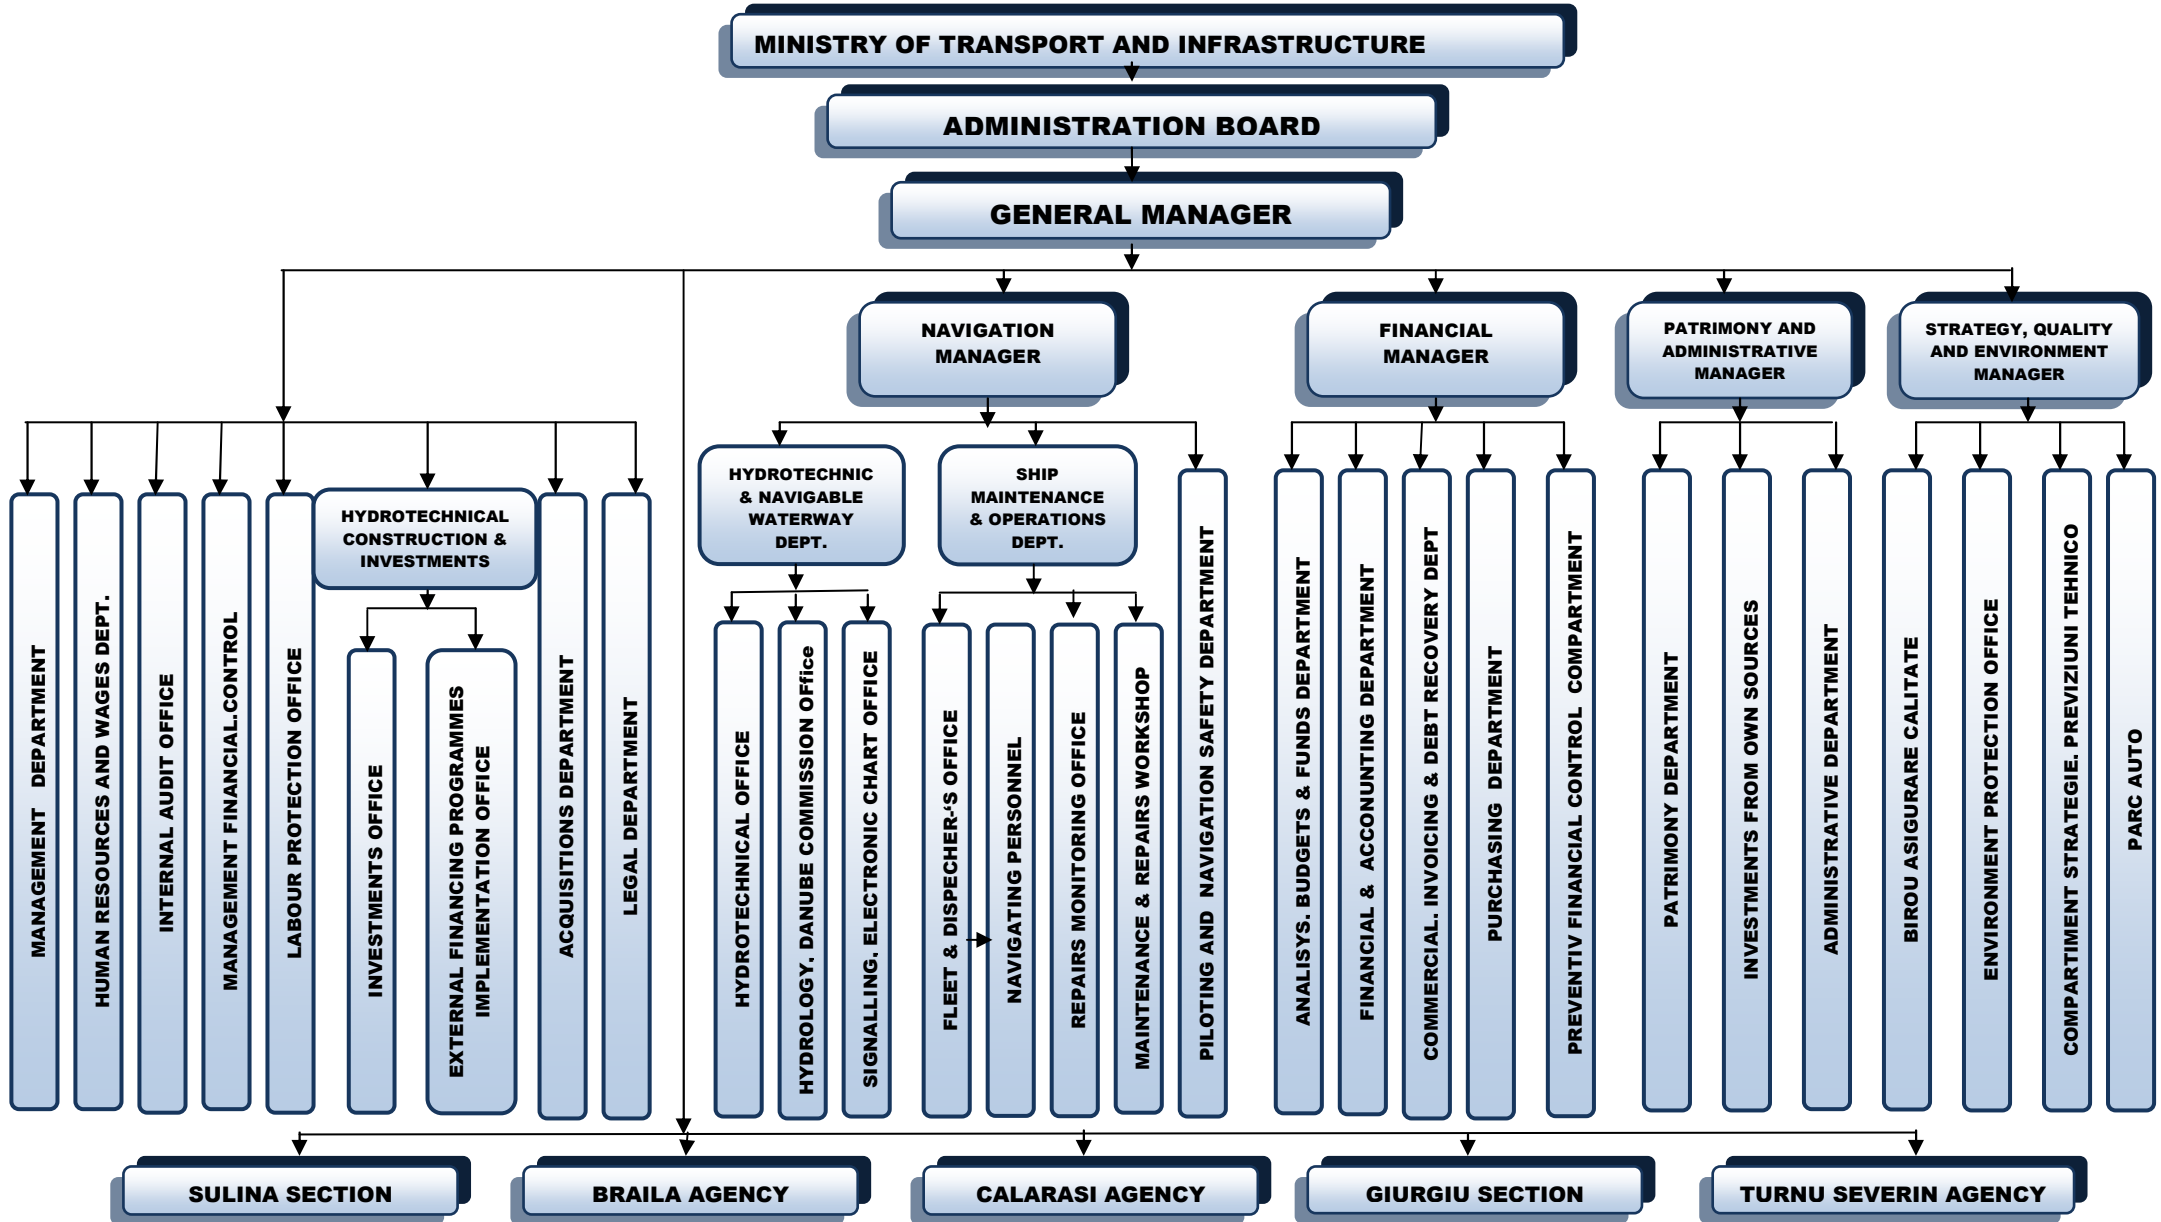 MINISTRY OF TRANSPORT AND INFRASTRUCTURE
ADMINISTRATION BOARD
GENERAL MANAGER
NAVIGATION
MANAGER
FINANCIAL
MANAGER
PATRIMONY AND
ADMINISTRATIVE
MANAGER
STRATEGY, QUALITY
AND ENVIRONMENT
MANAGER
MANAGEMENT DEPARTMENT
HUMAN RESOURCES AND WAGES DEPT.
INTERNAL AUDIT OFFICE
MANAGEMENT FINANCIAL.CONTROL
LABOUR PROTECTION OFFICE
HYDROTECHNICAL
CONSTRUCTION &
INVESTMENTS
INVESTMENTS OFFICE
EXTERNAL FINANCING PROGRAMMES
IMPLEMENTATION OFFICE
ACQUISITIONS DEPARTMENT
LEGAL DEPARTMENT
HYDROTECHNIC
& NAVIGABLE
WATERWAY
DEPT.
HYDROTECHNICAL OFFICE
HYDROLOGY, DANUBE COMMISSION OFfice
SIGNALLING, ELECTRONIC CHART OFFICE
SHIP
MAINTENANCE
& OPERATIONS
DEPT.
FLEET & DISPECHER-‘S OFFICE
NAVIGATING PERSONNEL
REPAIRS MONITORING OFFICE
MAINTENANCE & REPAIRS WORKSHOP
PILOTING AND NAVIGATION SAFETY DEPARTMENT
ANALISYS. BUDGETS & FUNDS DEPARTMENT
FINANCIAL & ACCONUNTING DEPARTMENT
COMMERCIAL. INVOICING & DEBT RECOVERY DEPT
PURCHASING DEPARTMENT
PREVENTIV FINANCIAL CONTROL COMPARTMENT
PATRIMONY DEPARTMENT
INVESTMENTS FROM OWN SOURCES
ADMINISTRATIVE DEPARTMENT
BIROU ASIGURARE CALITATE
ENVIRONMENT PROTECTION OFFICE
COMPARTIMENT STRATEGIE. PREVIZIUNI TEHNICO
PARC AUTO
SULINA SECTION
BRAILA AGENCY
CALARASI AGENCY
GIURGIU SECTION
TURNU SEVERIN AGENCY